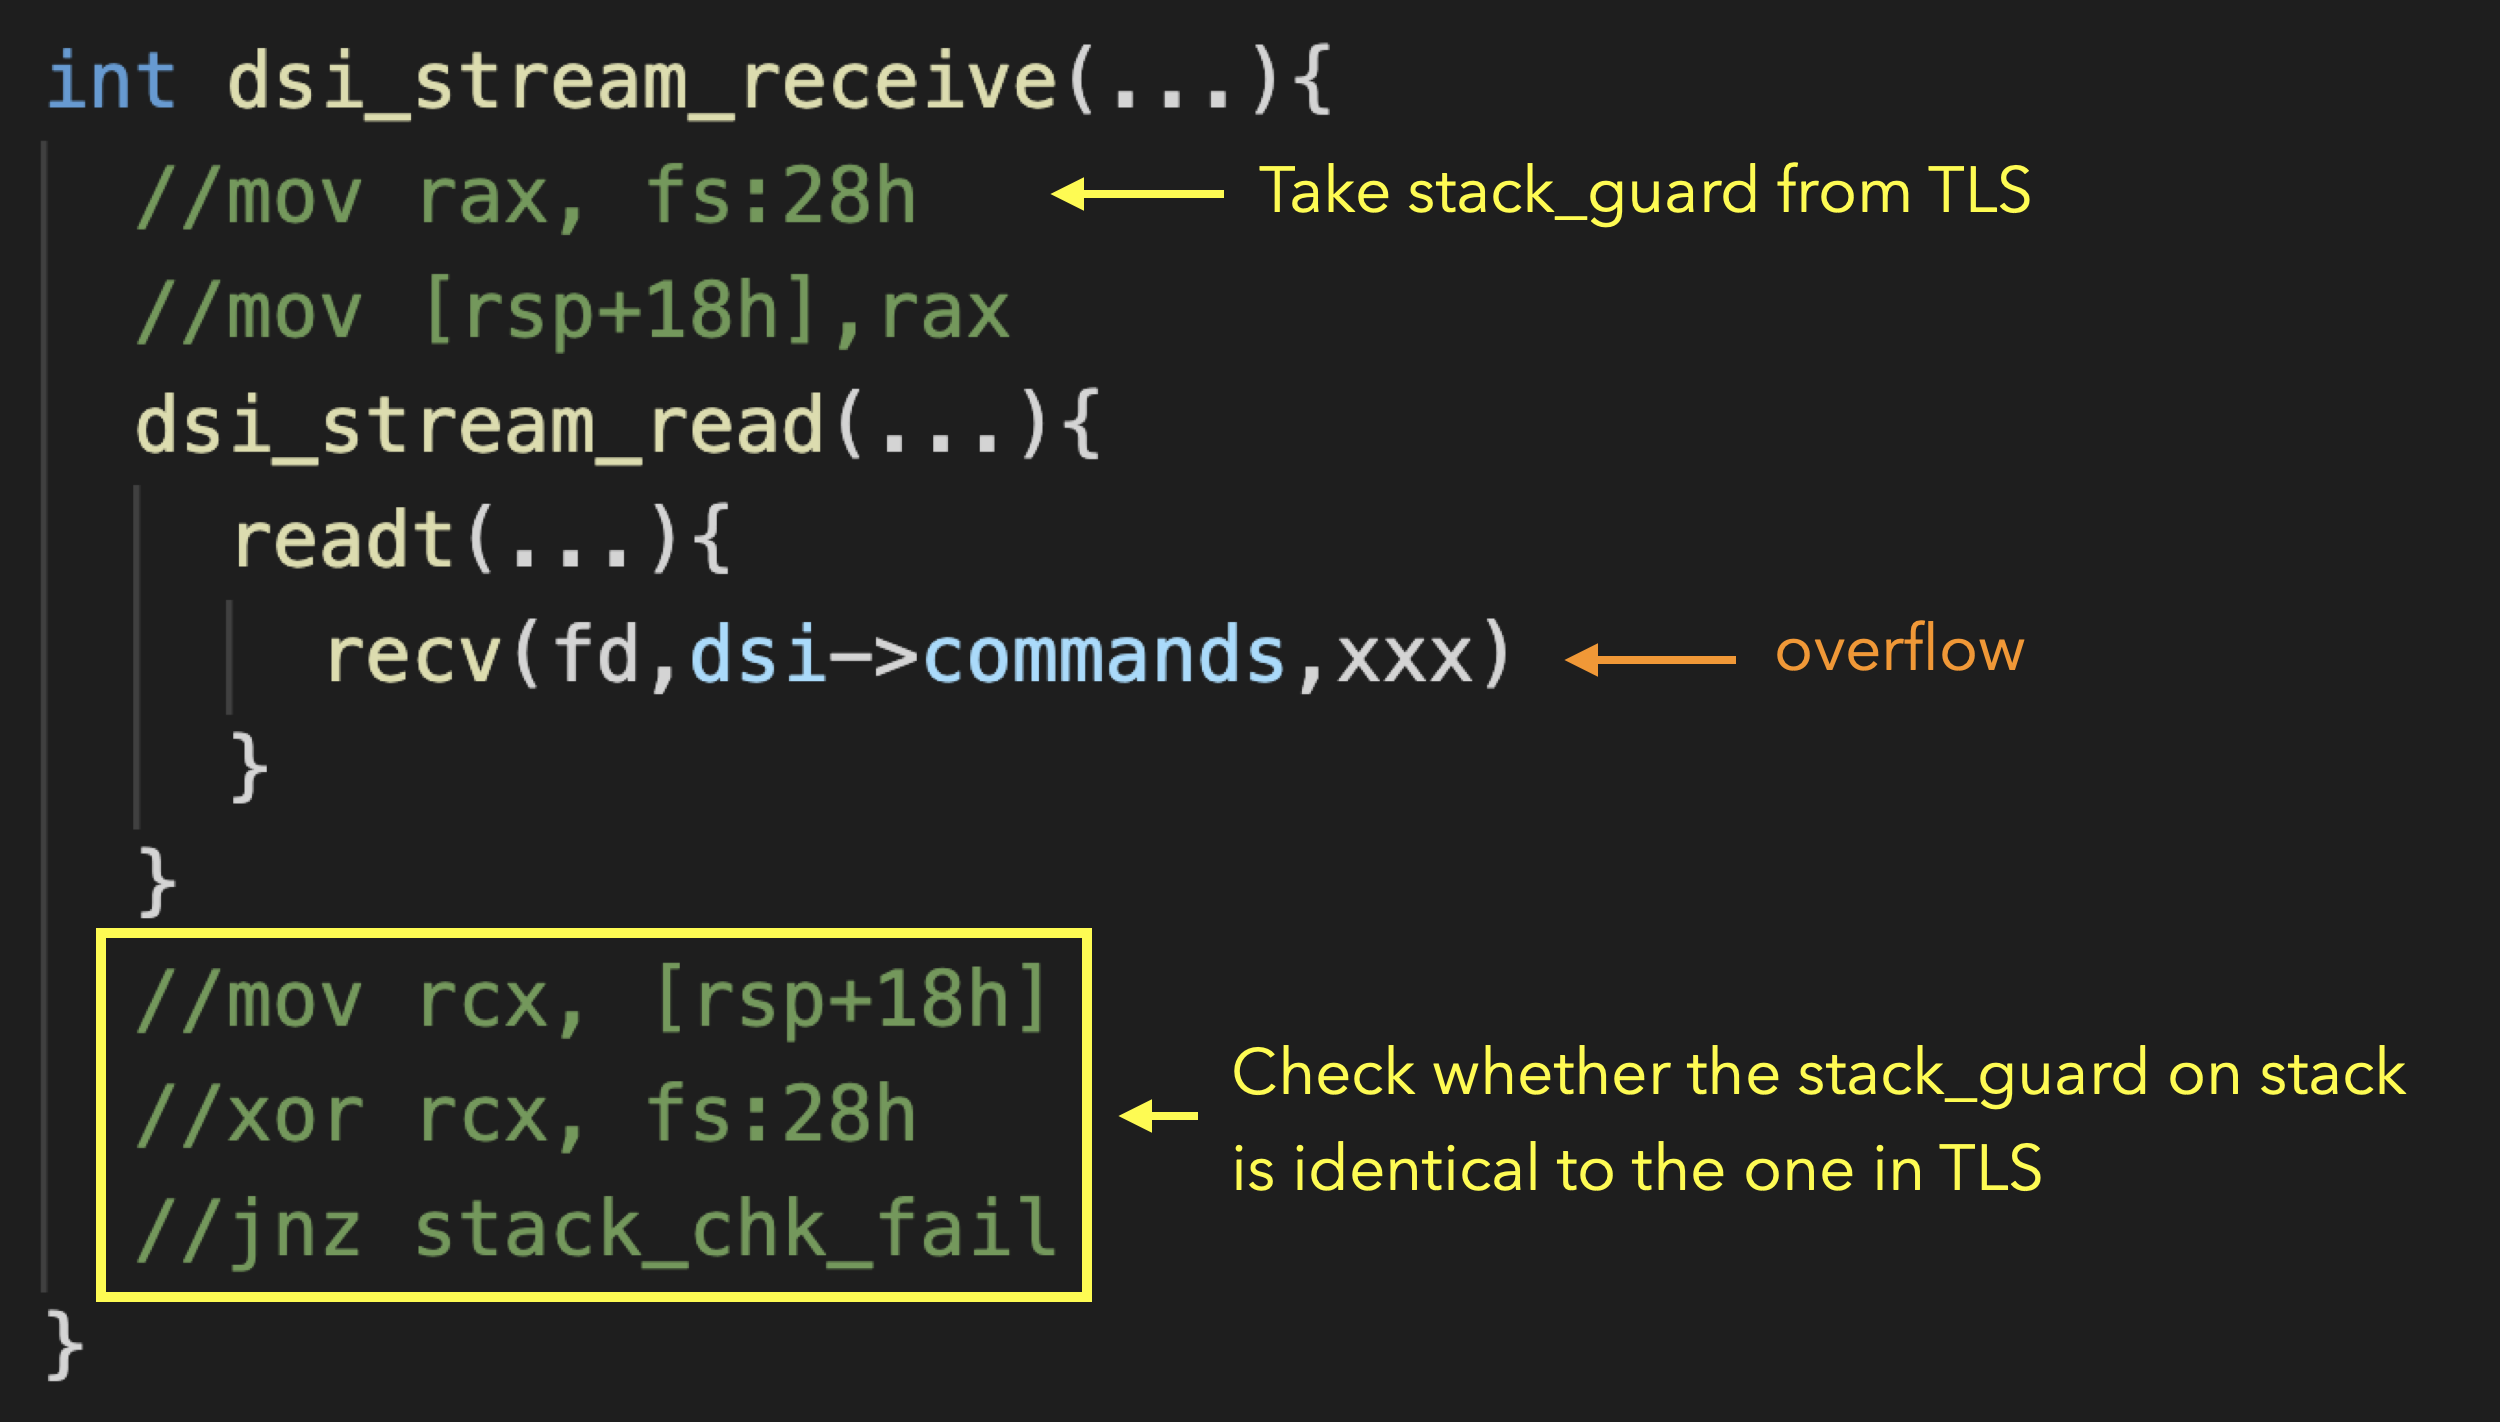 int dsi_stream_receive(...){
//mov rax, fs:28h
Take stack_guard from TLS
//mov [rsp+18h],rax
dsi_stream_read(...){
readt(...){
recv(fd,dsi->commands,xxx)
overflow
}
}
//mov rcx, [rsp+18h]
//xor rcx, fs:28h
//jnz stack_chk_fail
Check whether the stack_guard on stack
is identical to the one in TLS
}